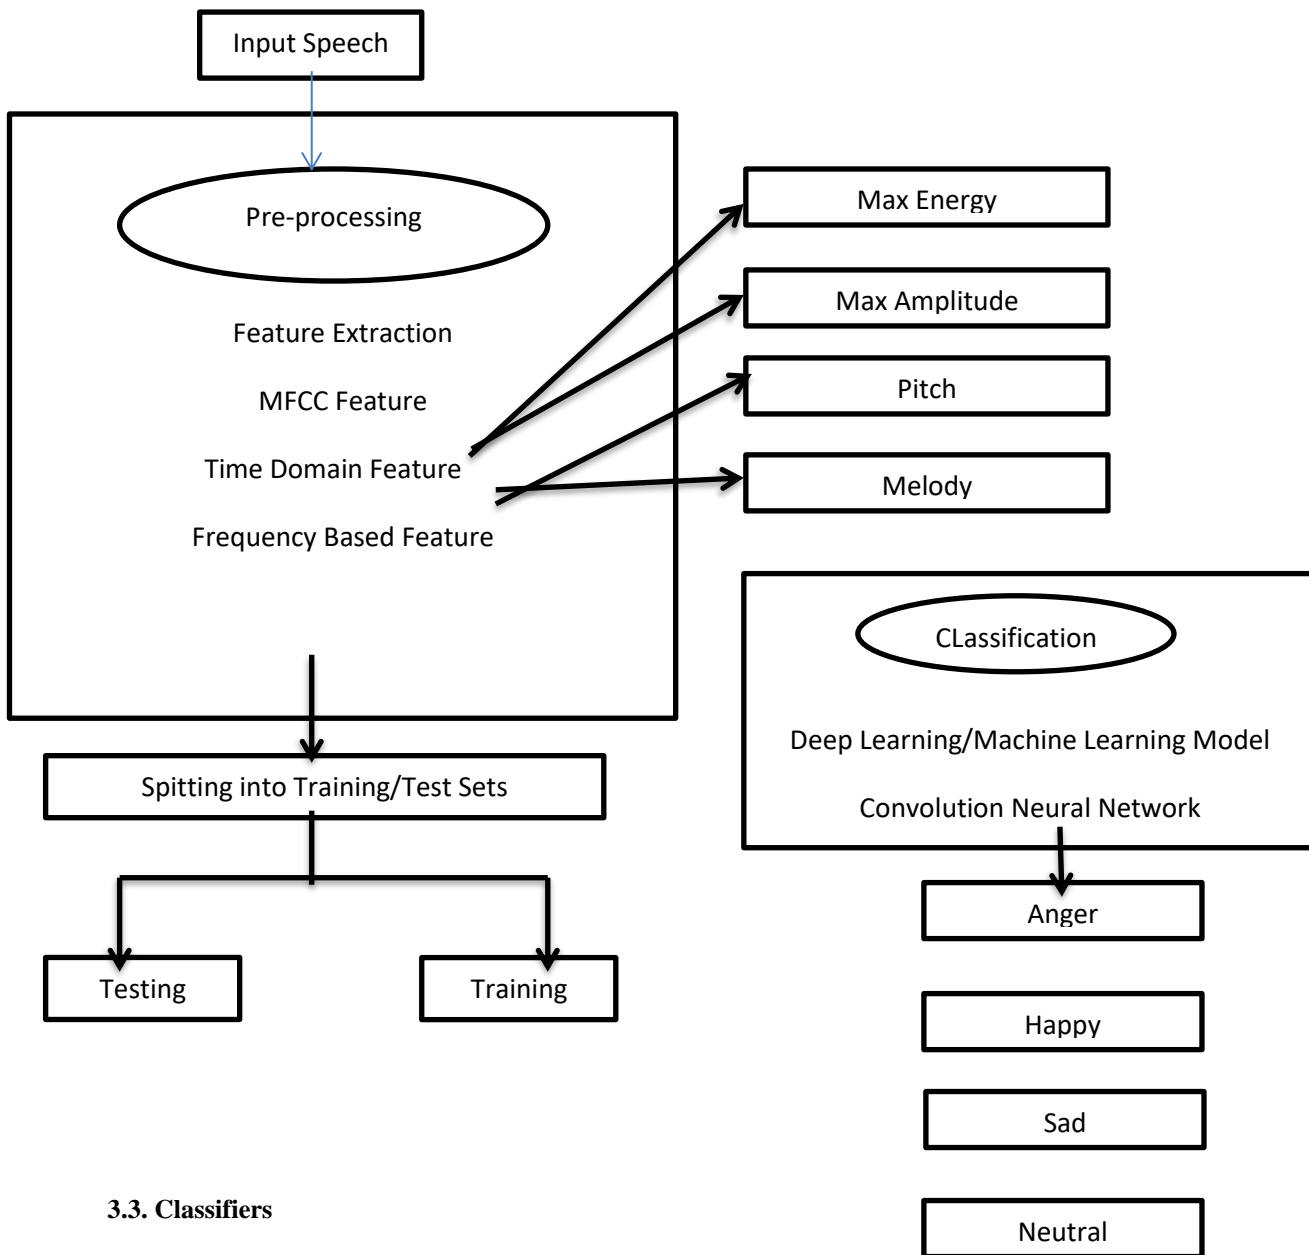 Input Speech
Pre-processing
Feature Extraction
MFCC Feature
Time Domain Feature
Frequency Based Feature
Max Energy
Max Amplitude
Pitch
Melody
CLassification
Deep Learning/Machine Learning Model
Convolution Neural Network
Spitting into Training/Test Sets
Testing
Training
Anger
Happy
Sad
Neutral
3.3. Classifiers